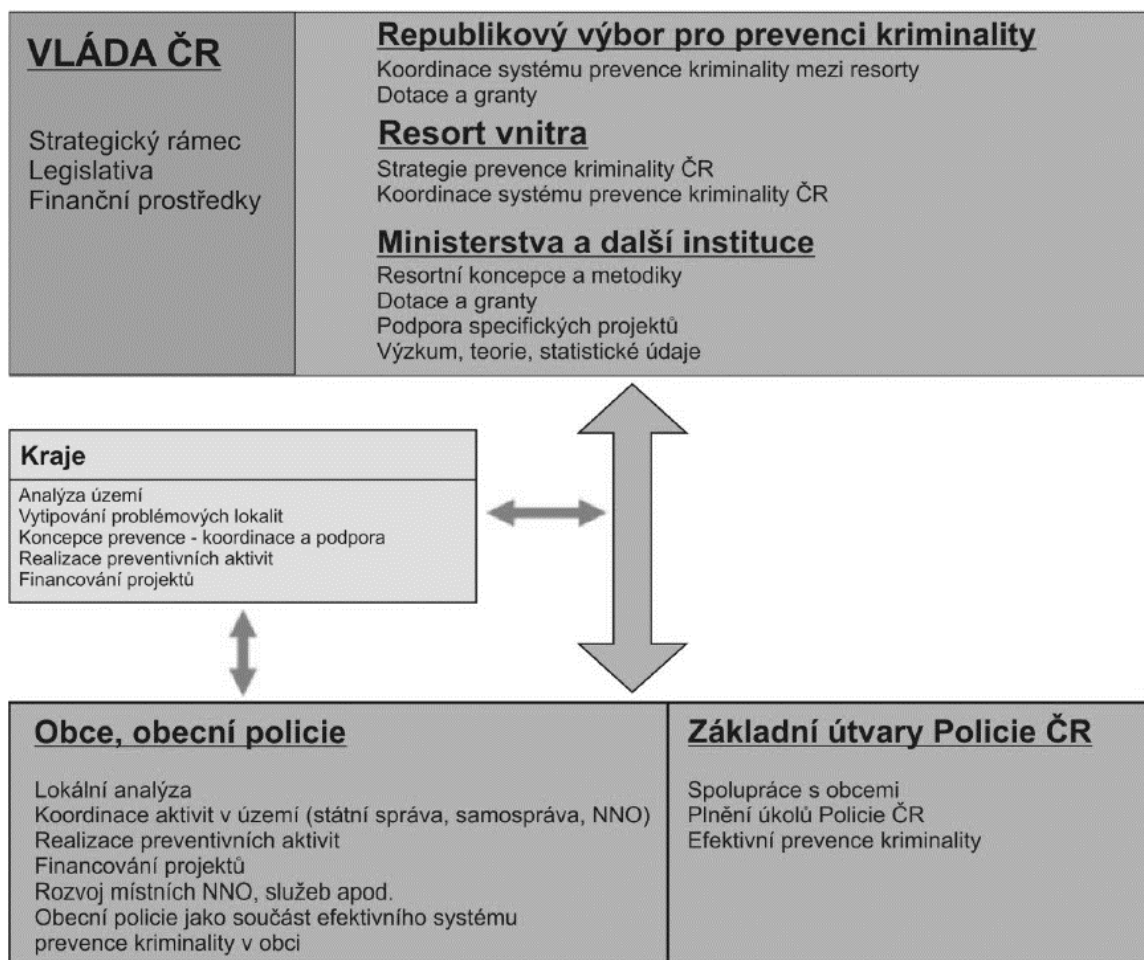 VLÁDA ČR
Strategický rámec
Legislativa
Finanční prostředky
Republikový výbor pro prevenci kriminality
Koordinace systému prevence kriminality mezi resorty
Dotace a granty
Resort vnitra
Strategie prevence kriminality ČR
Koordinace systému prevence kriminality ČR
Ministerstva a další instituce
Resortní koncepce a metodiky
Dotace a granty
Podpora specifických projektů
Výzkum, teorie, statistické údaje
Kraje
Analýza území
Vytipování problémových lokalit
Koncepce prevence - koordinace a podpora
Realizace preventivních aktivit
Financování projektů
Obce, obecní policie
Lokální analýza
Koordinace aktivit v území (státní správa, samospráva, NNO)
Realizace preventivních aktivit
Financování projektů
Rozvoj místních NNO, služeb apod.
Obecní policie jako součást efektivního systému
prevence kriminality v obci
Základní útvary Policie ČR
Spolupráce s obcemi
Plnění úkolů Policie ČR
Efektivní prevence kriminality